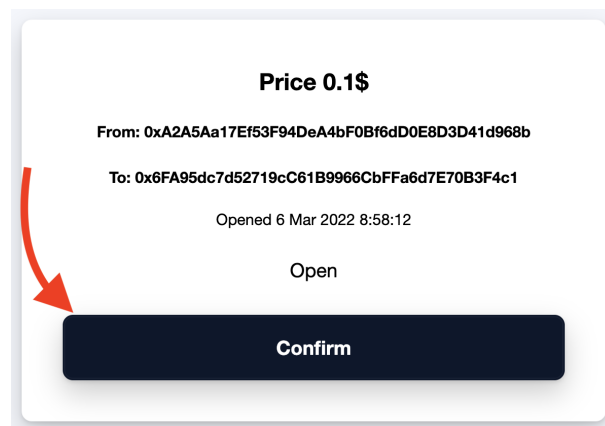 Price 0.1$
From: 0xA2A5Aa17Ef53F94DeA4bF0Bf6dD0E8D3D41d968b
To: 0x6FA95dc7d52719cC61B9966CbFFa6d7E70B3F4c1
Opened 6 Mar 2022 8:58:12
Open
Confirm